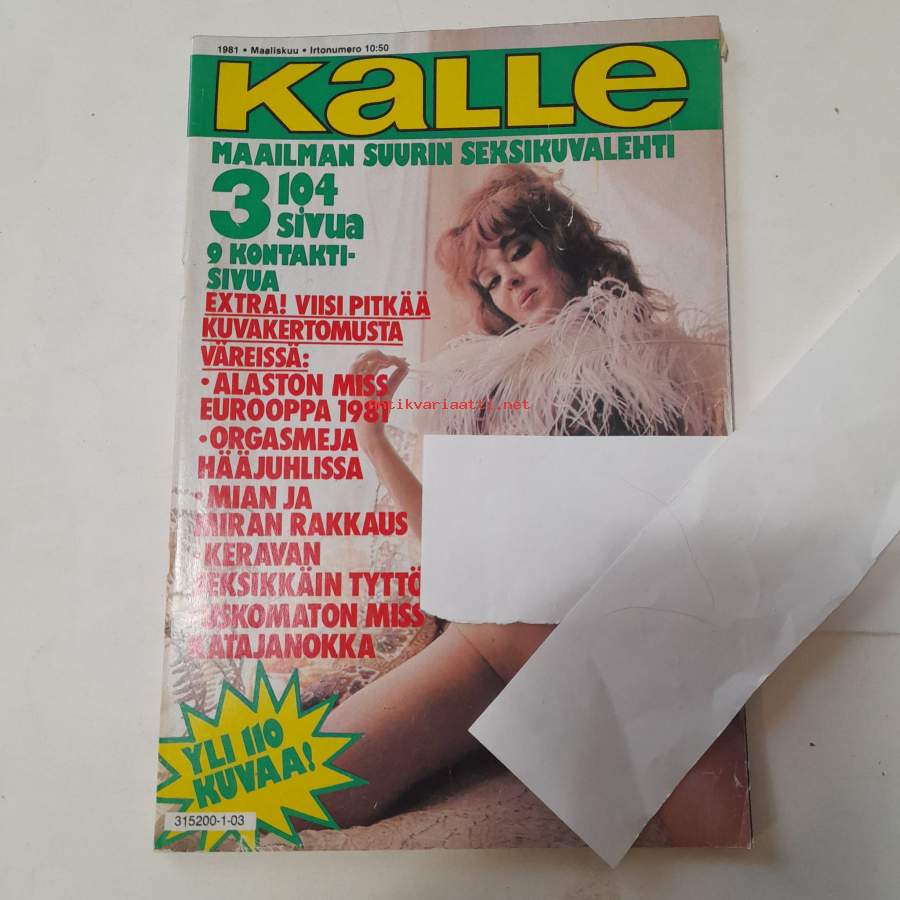 1981 • Maaliskuu • Irtonumero 10:50
KaLLe
MAAILMAN SUURIN SEKSIKUVALEHTI
3 104
sivua
9 KONTAKTI-
SIVUA
EXTRA! VIISI PITKÄÄ
KUVAKERTOMUSTA
VÄREISSÄ:
• ALASTON MISS
EUROOPPA 1981
antikvariaatti.net
• ORGASMEJA
HÄÄJUHLISSA
• MIAN JA
MIRAN RAKKAUS
• KERAVAN
SEKSIKKÄIN TYTTÖ
USKOMATON MISS
KATAJANOKKA
YLI 110
KUVAA!
315200-1-03